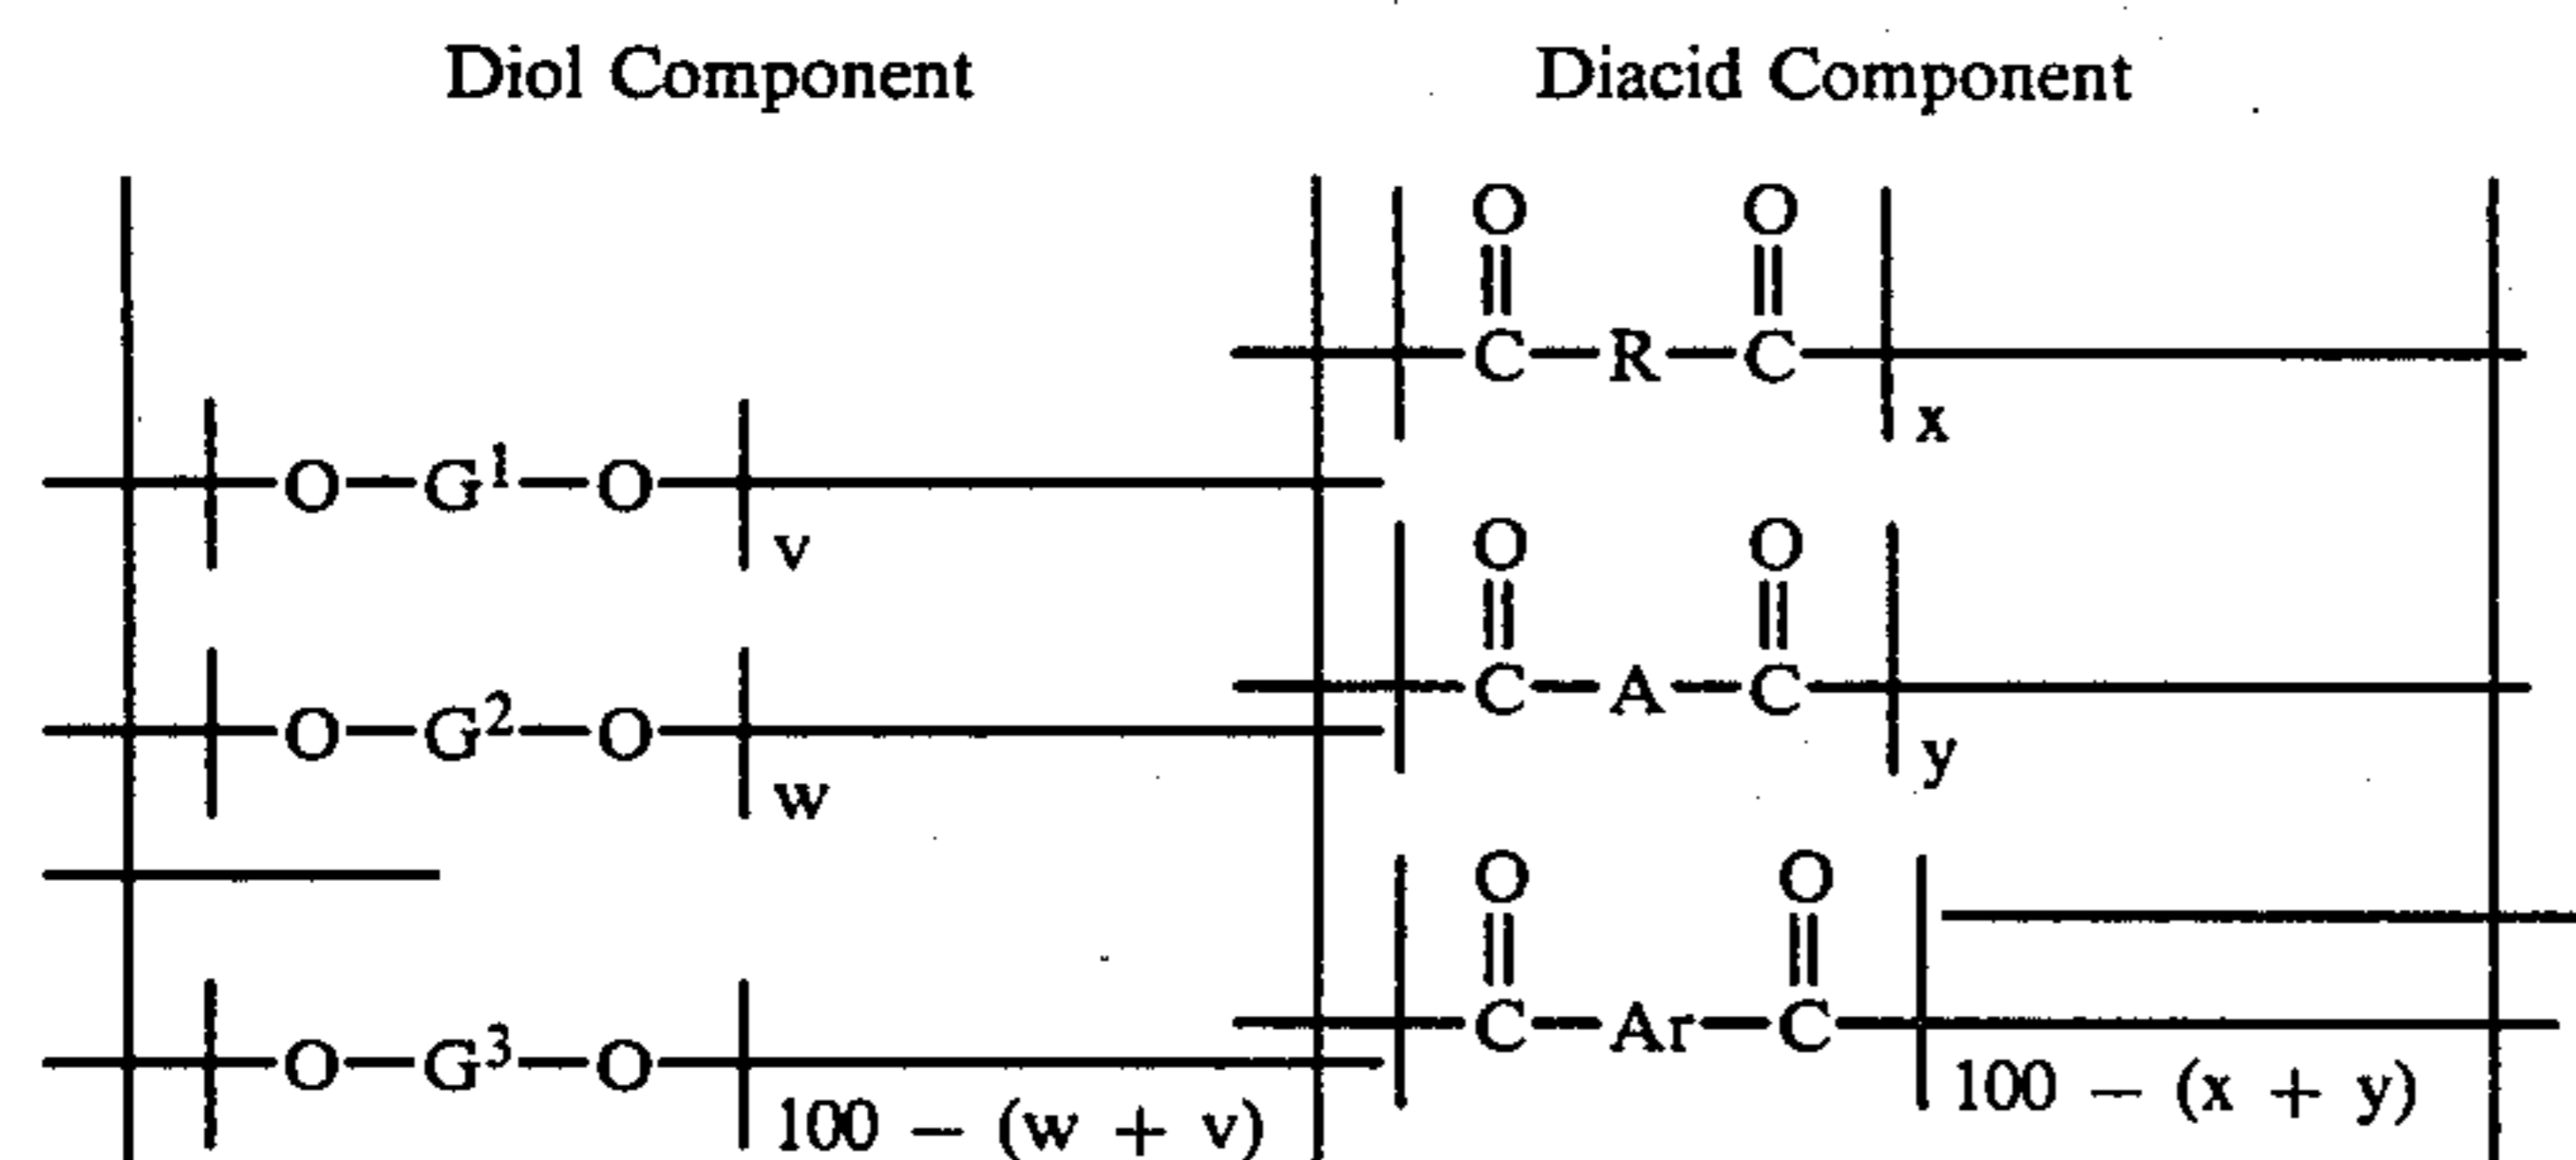 Diol Component Diacid Component
O O
C—R—C
x
O—G¹—O
v
O O
C—A—C
y
O—G²—O
w
O O
C—Ar—C
100 − (x + y)
O—G³—O
100 − (w + v)